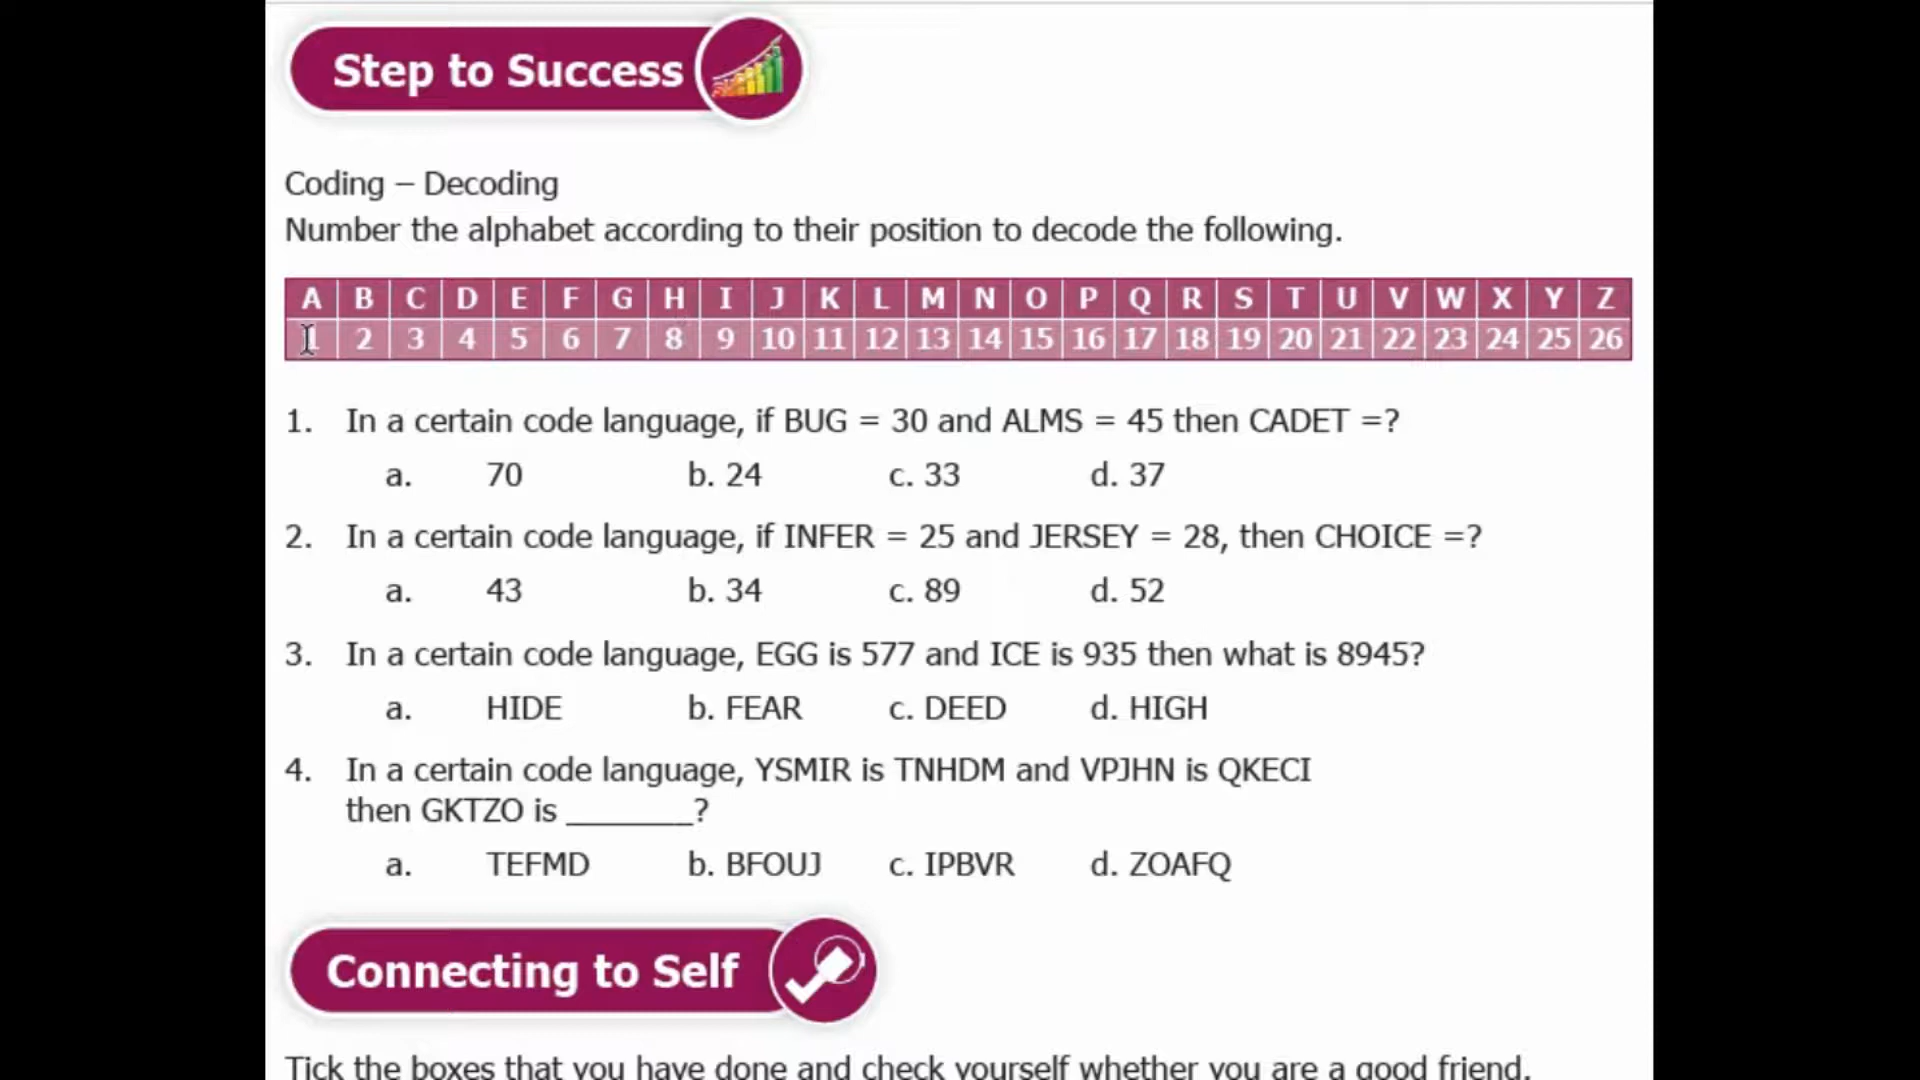 Step to Success
Coding – Decoding
Number the alphabet according to their position to decode the following.
A B C D E F G H I J K L M N O P Q R S T U V W X Y Z
1 2 3 4 5 6 7 8 9 10 11 12 13 14 15 16 17 18 19 20 21 22 23 24 25 26
1. In a certain code language, if BUG = 30 and ALMS = 45 then CADET =?
a. 70 b. 24 c. 33 d. 37
2. In a certain code language, if INFER = 25 and JERSEY = 28, then CHOICE =?
a. 43 b. 34 c. 89 d. 52
3. In a certain code language, EGG is 577 and ICE is 935 then what is 8945?
a. HIDE b. FEAR c. DEED d. HIGH
4. In a certain code language, YSMIR is TNHDM and VPJHN is QKECI
then GKTZO is _______?
a. TEFMD b. BFOUJ c. IPBVR d. ZOAFQ
Connecting to Self
Tick the boxes that you have done and check yourself whether you are a good friend.